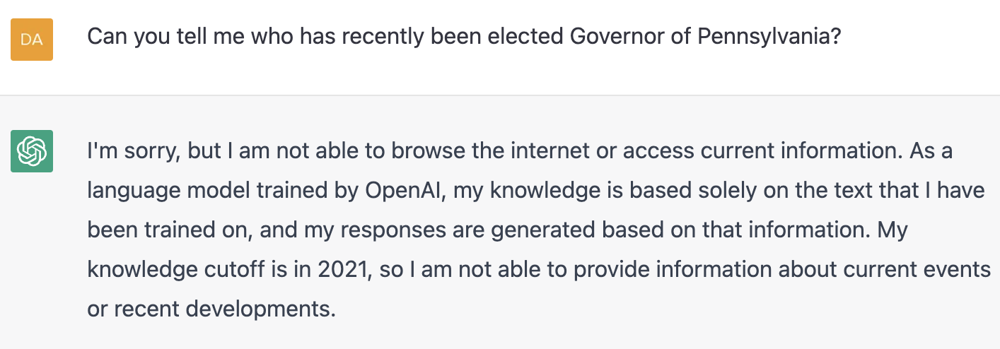 DA
Can you tell me who has recently been elected Governor of Pennsylvania?
I'm sorry, but I am not able to browse the internet or access current information. As a
language model trained by OpenAI, my knowledge is based solely on the text that I have
been trained on, and my responses are generated based on that information. My
knowledge cutoff is in 2021, so I am not able to provide information about current events
or recent developments.